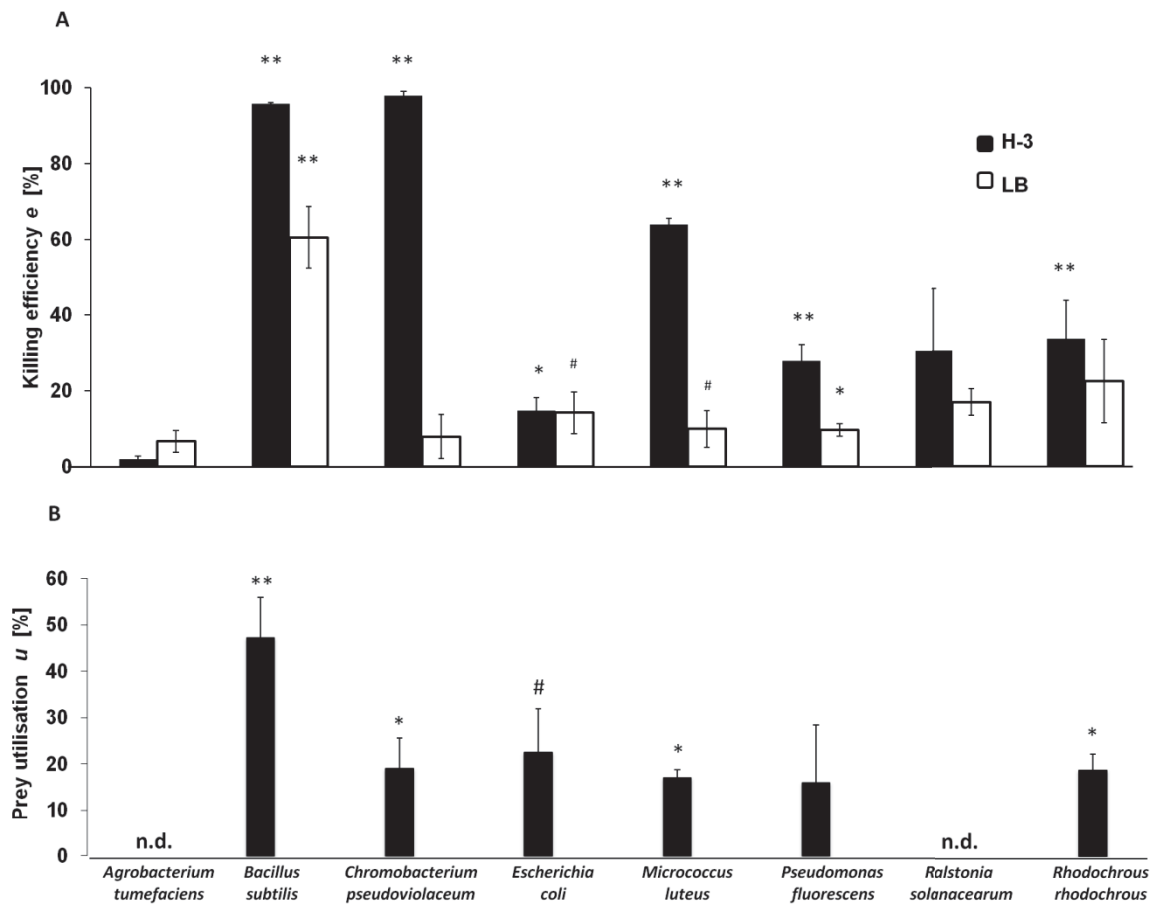 A
** **
100
** H-3
80 ** LB
60
**
40 **
* # # *
20
0
Killing efficiency e [%]
B
60 **
50
40
# *
30 * *
20
10
n.d. n.d.
0
Prey utilisation u [%]
Agrobacterium Bacillus Chromobacterium Escherichia Micrococcus Pseudomonas Ralstonia Rhodochrous
tumefaciens subtilis pseudoviolaceum coli luteus fluorescens solanacearum rhodochrous